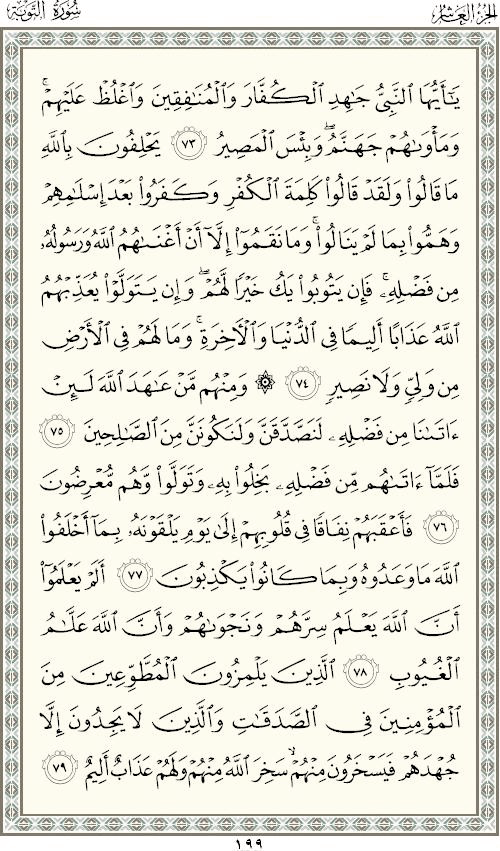 الجزء العاشر
سورة التوبة
يَٰٓأَيُّهَا ٱلنَّبِيُّ جَٰهِدِ ٱلۡكُفَّارَ وَٱلۡمُنَٰفِقِينَ وَٱغۡلُظۡ عَلَيۡهِمۡۚ
وَمَأۡوَىٰهُمۡ جَهَنَّمُۖ وَبِئۡسَ ٱلۡمَصِيرُ ٧٣ يَحۡلِفُونَ بِٱللَّهِ
مَا قَالُواْ وَلَقَدۡ قَالُواْ كَلِمَةَ ٱلۡكُفۡرِ وَكَفَرُواْ بَعۡدَ إِسۡلَٰمِهِمۡ
وَهَمُّواْ بِمَا لَمۡ يَنَالُواْۚ وَمَا نَقَمُوٓاْ إِلَّآ أَنۡ أَغۡنَىٰهُمُ ٱللَّهُ وَرَسُولُهُۥ
مِن فَضۡلِهِۦۚ فَإِن يَتُوبُواْ يَكُ خَيۡرٗا لَّهُمۡۖ وَإِن يَتَوَلَّوۡاْ يُعَذِّبۡهُمُ
ٱللَّهُ عَذَابًا أَلِيمٗا فِي ٱلدُّنۡيَا وَٱلۡأٓخِرَةِۚ وَمَا لَهُمۡ فِي ٱلۡأَرۡضِ
مِن وَلِيّٖ وَلَا نَصِيرٖ ٧٤ ۞ وَمِنۡهُم مَّنۡ عَٰهَدَ ٱللَّهَ لَئِنۡ
ءَاتَىٰنَا مِن فَضۡلِهِۦ لَنَصَّدَّقَنَّ وَلَنَكُونَنَّ مِنَ ٱلصَّٰلِحِينَ ٧٥
فَلَمَّآ ءَاتَىٰهُم مِّن فَضۡلِهِۦ بَخِلُواْ بِهِۦ وَتَوَلَّواْ وَّهُم مُّعۡرِضُونَ
٧٦ فَأَعۡقَبَهُمۡ نِفَاقٗا فِي قُلُوبِهِمۡ إِلَىٰ يَوۡمِ يَلۡقَوۡنَهُۥ بِمَآ أَخۡلَفُواْ
ٱللَّهَ مَا وَعَدُوهُ وَبِمَا كَانُواْ يَكۡذِبُونَ ٧٧ أَلَمۡ يَعۡلَمُوٓاْ
أَنَّ ٱللَّهَ يَعۡلَمُ سِرَّهُمۡ وَنَجۡوَىٰهُمۡ وَأَنَّ ٱللَّهَ عَلَّٰمُ
ٱلۡغُيُوبِ ٧٨ ٱلَّذِينَ يَلۡمِزُونَ ٱلۡمُطَّوِّعِينَ مِنَ
ٱلۡمُؤۡمِنِينَ فِي ٱلصَّدَقَٰتِ وَٱلَّذِينَ لَا يَجِدُونَ إِلَّا
جُهۡدَهُمۡ فَيَسۡخَرُونَ مِنۡهُمۡ سَخِرَ ٱللَّهُ مِنۡهُمۡ وَلَهُمۡ عَذَابٌ أَلِيمٌ ٧٩
١٩٩